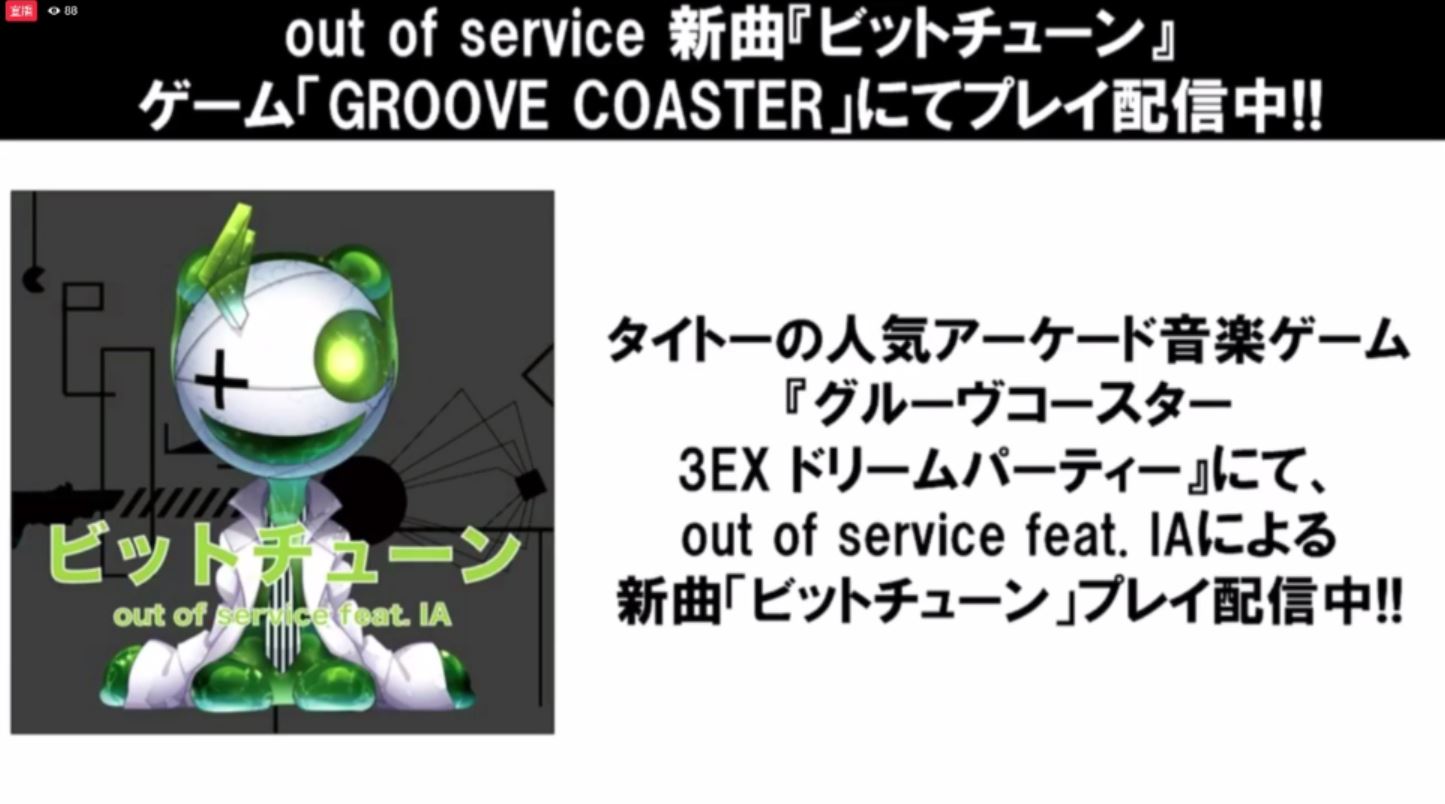 直播 88
out of service 新曲『ビットチューン』
ゲーム「GROOVE COASTER」にてプレイ配信中!!
ビットチューン
out of service feat. IA
タイトーの人気アーケード音楽ゲーム
『グルーヴコースター
3EX ドリームパーティー』にて、
out of service feat. IAによる
新曲「ビットチューン」プレイ配信中!!